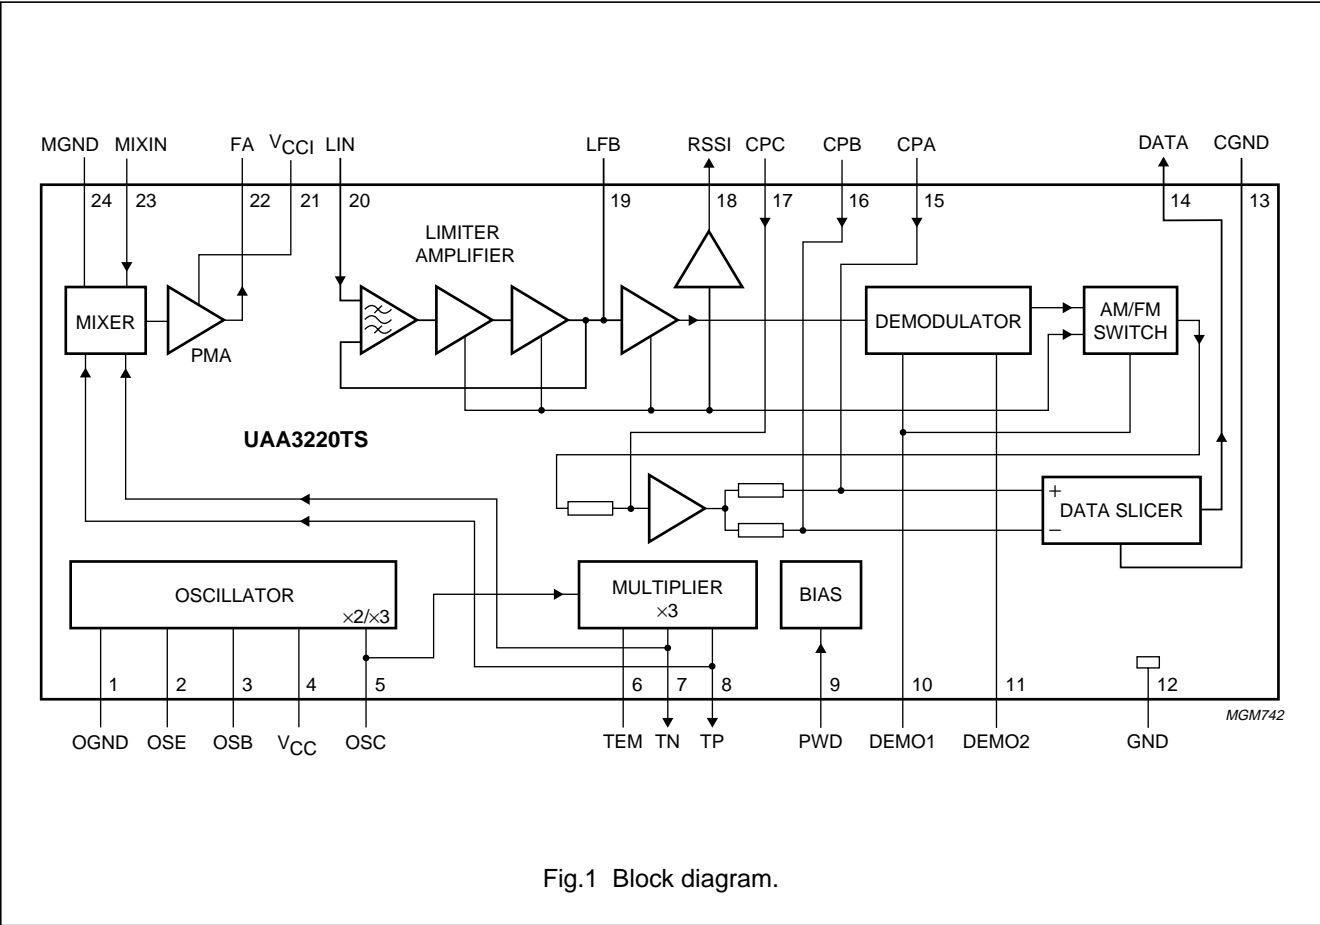 MGND MIXIN FA VCCI LIN LFB RSSI CPC CPB CPA DATA CGND
24 23 22 21 20 19 18 17 16 15 14 13
LIMITER
AMPLIFIER
MIXER
PMA
DEMODULATOR
AM/FM
SWITCH
UAA3220TS
+
DATA SLICER
−
OSCILLATOR
×2/×3
MULTIPLIER
×3
BIAS
1 2 3 4 5 6 7 8 9 10 11 12
MGM742
OGND OSE OSB VCC OSC TEM TN TP PWD DEMO1 DEMO2 GND
Fig.1 Block diagram.